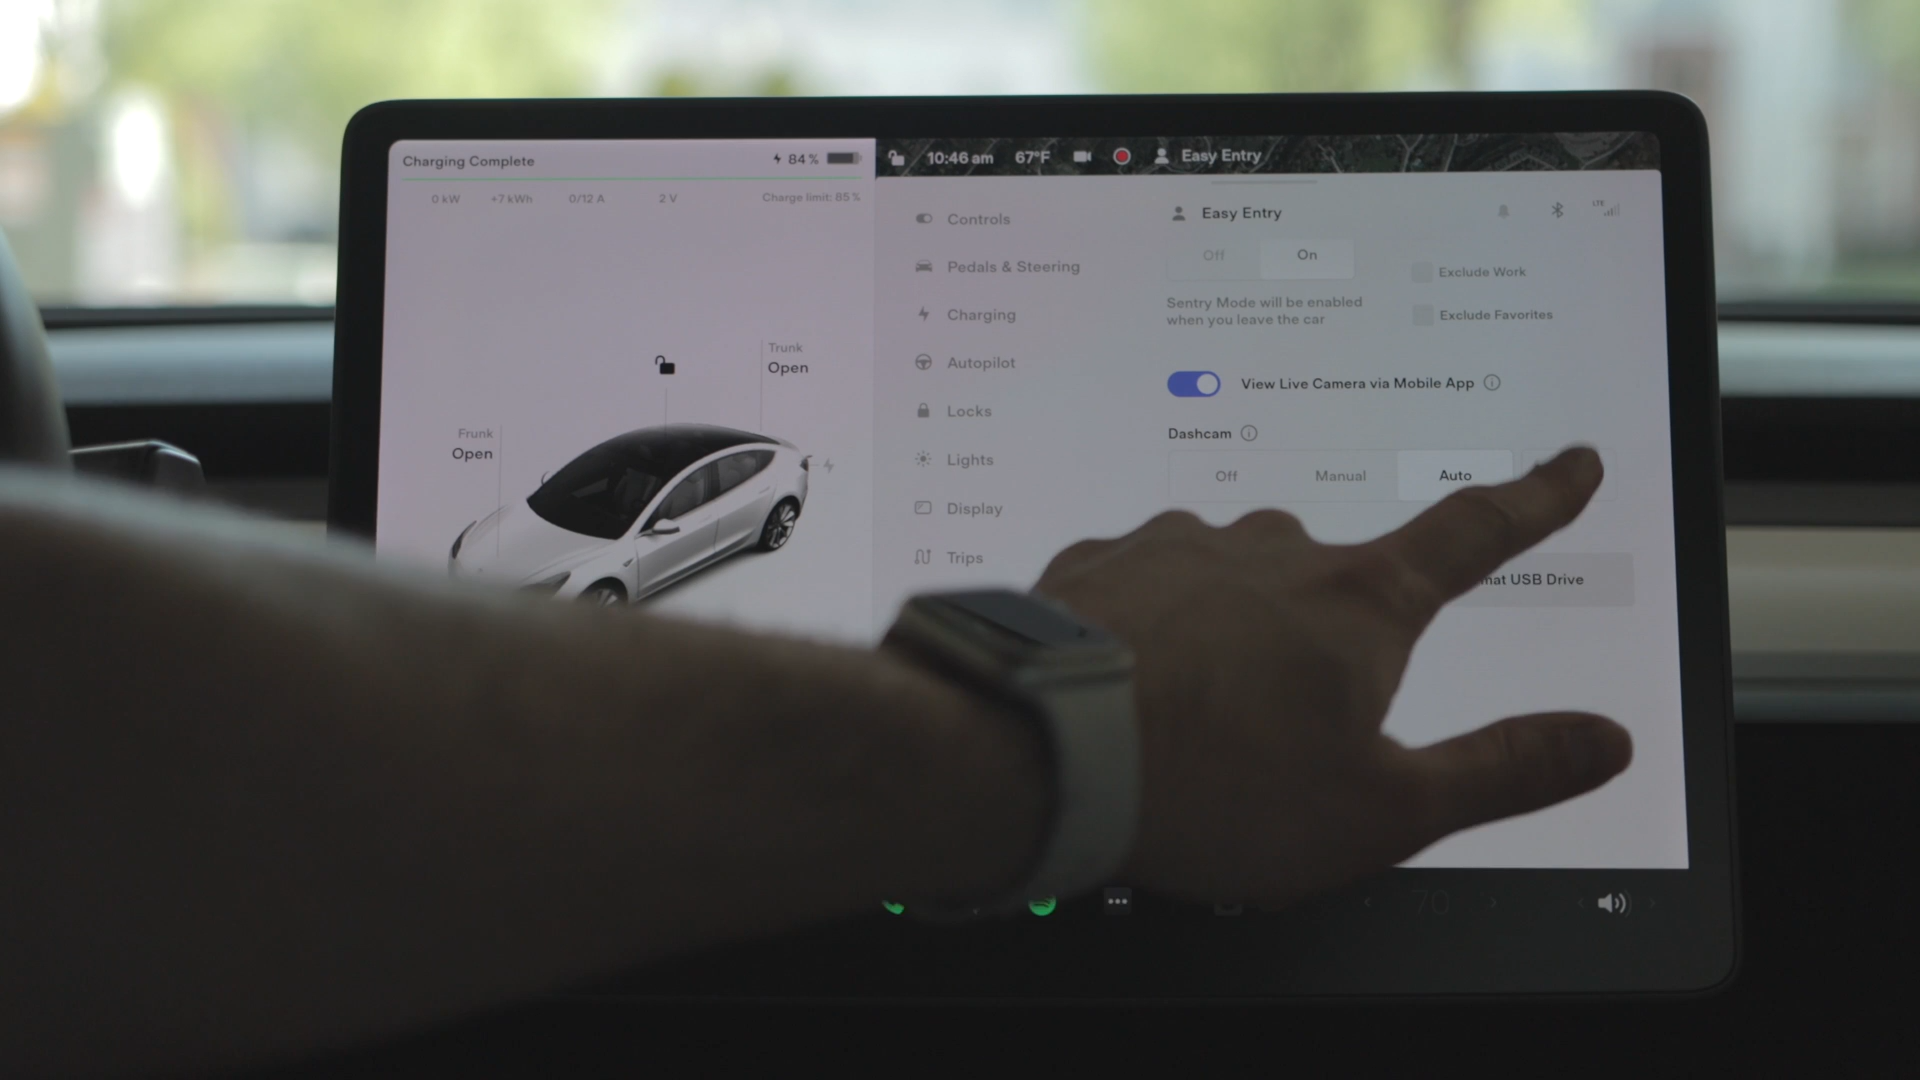 Charging Complete
84%
0 kW +7 kWh 0/12 A 2 V Charge limit: 85%
Trunk
Open
Frunk
Open
10:46 am 67°F Easy Entry
Controls
Pedals & Steering
Charging
Autopilot
Locks
Lights
Display
Trips
Easy Entry
LTE
Off On
Exclude Work
Sentry Mode will be enabled
when you leave the car
Exclude Favorites
View Live Camera via Mobile App
Dashcam
Off Manual Auto
USB Drive
70